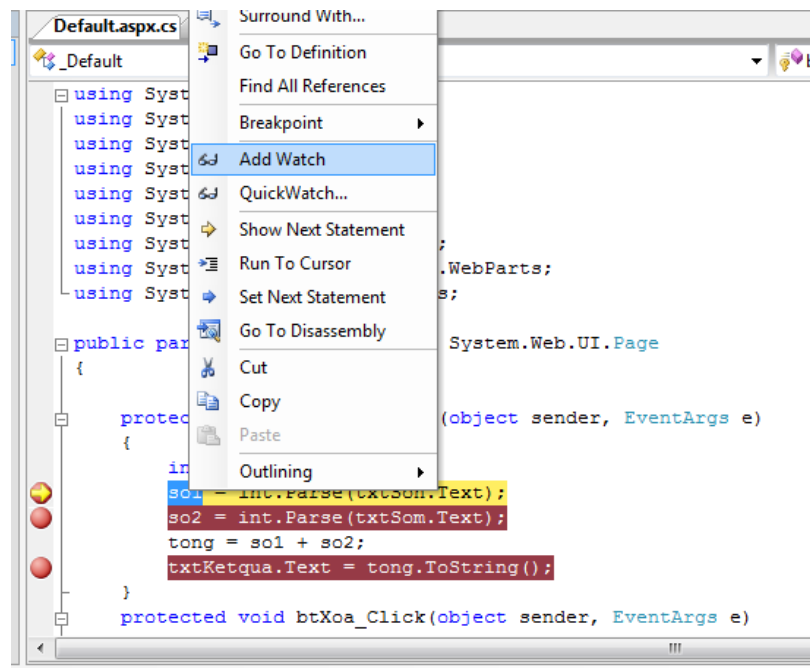 Default.aspx.cs
Surround With...
_Default
Go To Definition
Find All References
using Syst
using Syst
Breakpoint
using Syst
Add Watch
using Syst
using Syst
QuickWatch...
using Syst
Show Next Statement
using Syst ;
using Syst .WebParts;
Run To Cursor
using Syst s;
Set Next Statement
Go To Disassembly
public par System.Web.UI.Page
{
Cut
Copy
protec (object sender, EventArgs e)
Paste
{
in
Outlining
so1 = int.Parse(txtSon.Text);
so2 = int.Parse(txtSom.Text);
tong = so1 + so2;
txtKetqua.Text = tong.ToString();
}
protected void btXoa_Click(object sender, EventArgs e)